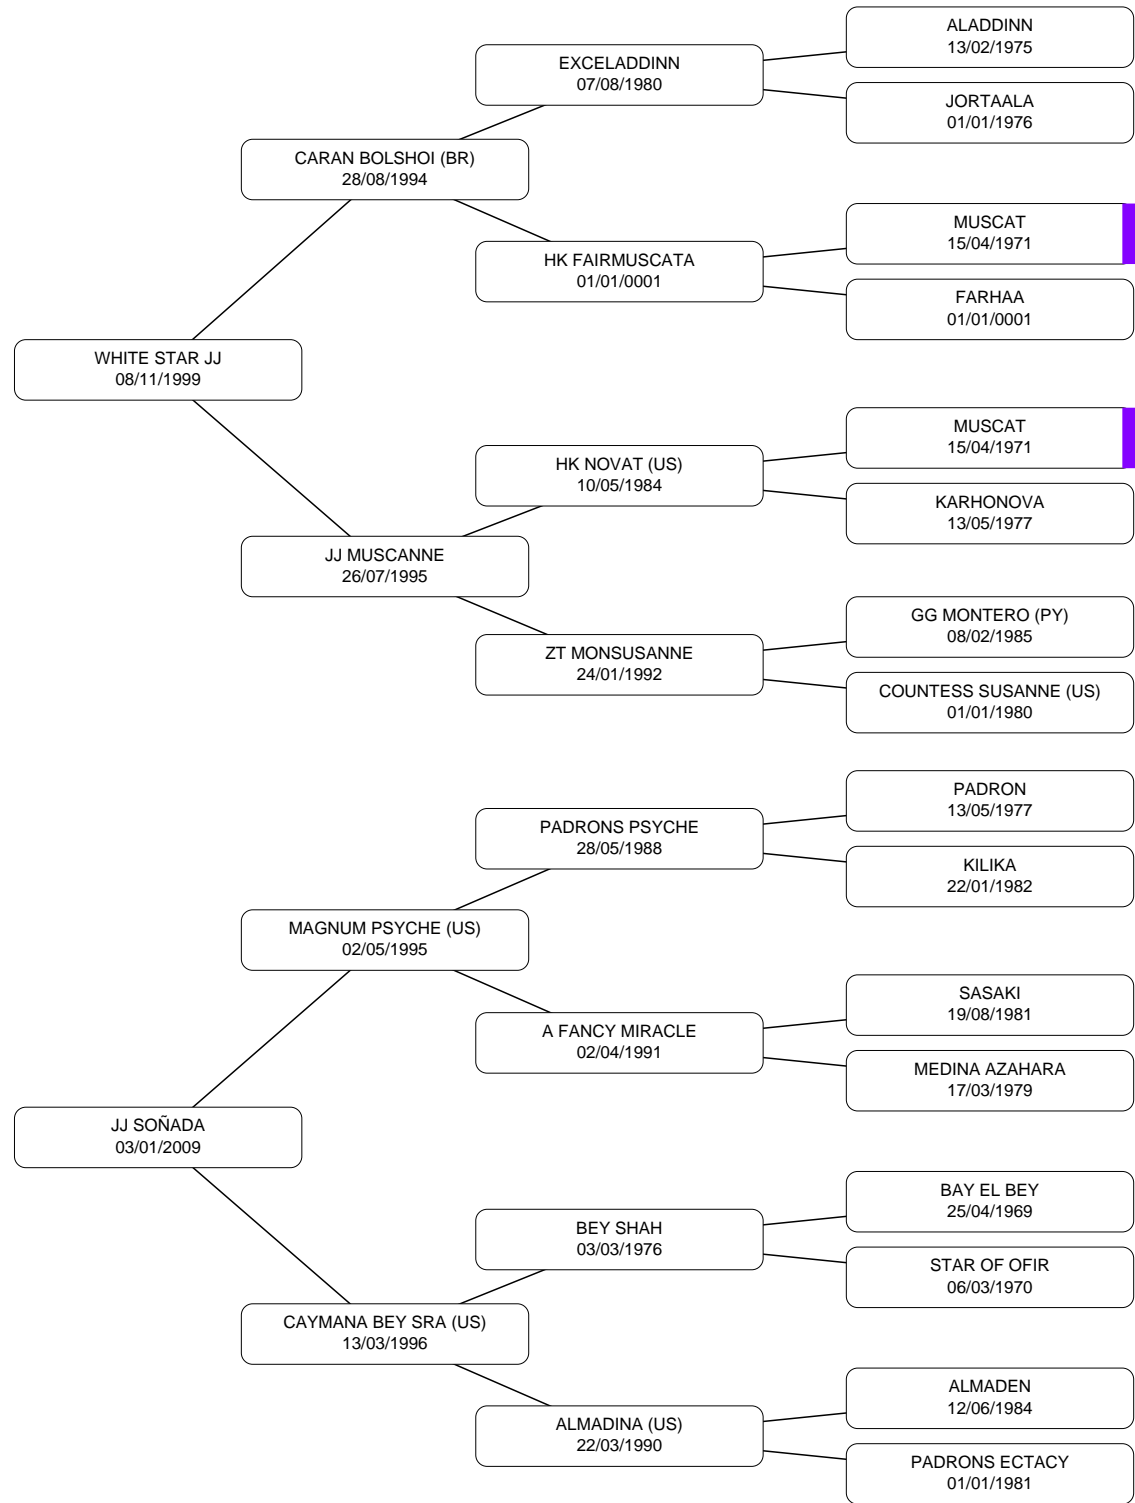 ALADDINN
13/02/1975
EXCELADDINN
07/08/1980
JORTAALA
01/01/1976
CARAN BOLSHOI (BR)
28/08/1994
MUSCAT
15/04/1971
HK FAIRMUSCATA
01/01/0001
FARHAA
01/01/0001
WHITE STAR JJ
08/11/1999
MUSCAT
15/04/1971
HK NOVAT (US)
10/05/1984
KARHONOVA
13/05/1977
JJ MUSCANNE
26/07/1995
GG MONTERO (PY)
08/02/1985
ZT MONSUSANNE
24/01/1992
COUNTESS SUSANNE (US)
01/01/1980
PADRON
13/05/1977
PADRONS PSYCHE
28/05/1988
KILIKA
22/01/1982
MAGNUM PSYCHE (US)
02/05/1995
SASAKI
19/08/1981
A FANCY MIRACLE
02/04/1991
MEDINA AZAHARA
17/03/1979
JJ SOÑADA
03/01/2009
BAY EL BEY
25/04/1969
BEY SHAH
03/03/1976
STAR OF OFIR
06/03/1970
CAYMANA BEY SRA (US)
13/03/1996
ALMADEN
12/06/1984
ALMADINA (US)
22/03/1990
PADRONS ECTACY
01/01/1981